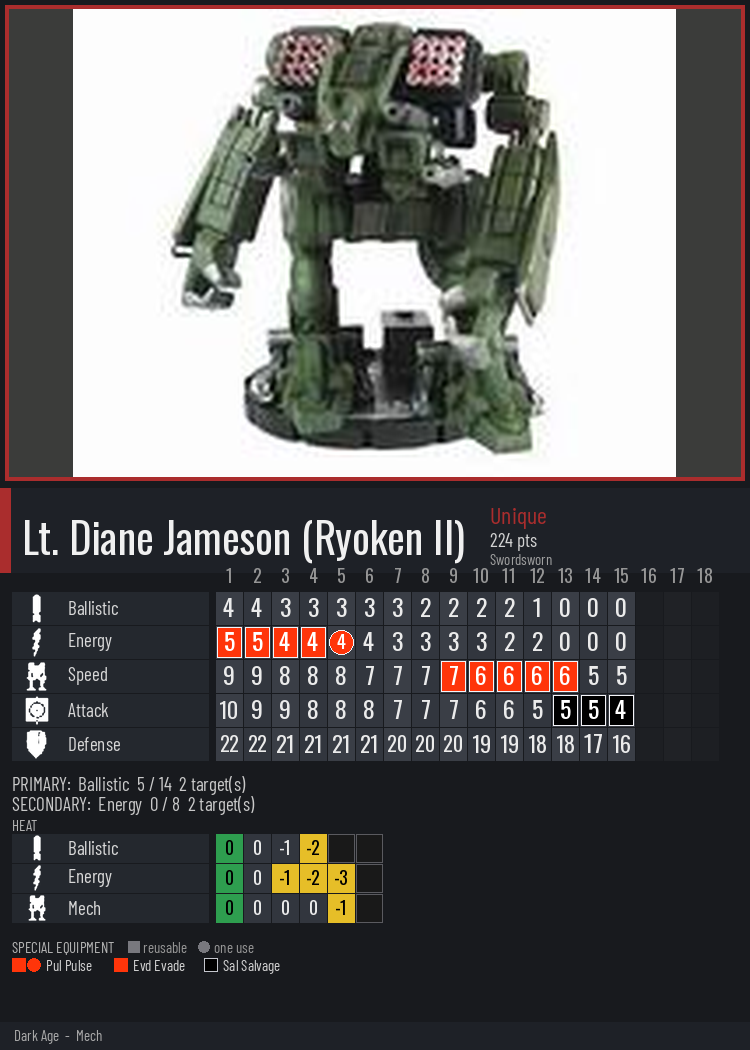 Lt. Diane Jameson (Ryoken II)
Unique
224 pts
Swordsworn
1 2 3 4 5 6 7 8 9 10 11 12 13 14 15 16 17 18
Ballistic 4 4 3 3 3 3 3 2 2 2 2 1 0 0 0
Energy 5 5 4 4 4 4 3 3 3 3 2 2 0 0 0
Speed 9 9 8 8 8 7 7 7 7 6 6 6 6 5 5
Attack 10 9 9 8 8 8 7 7 7 6 6 5 5 5 4
Defense 22 22 21 21 21 21 20 20 20 19 19 18 18 17 16
PRIMARY: Ballistic 5 / 14 2 target(s)
SECONDARY: Energy 0 / 8 2 target(s)
HEAT
Ballistic 0 0 -1 -2
Energy 0 0 -1 -2 -3
Mech 0 0 0 0 -1
SPECIAL EQUIPMENT reusable one use
Pul Pulse Evd Evade Sal Salvage
Dark Age - Mech